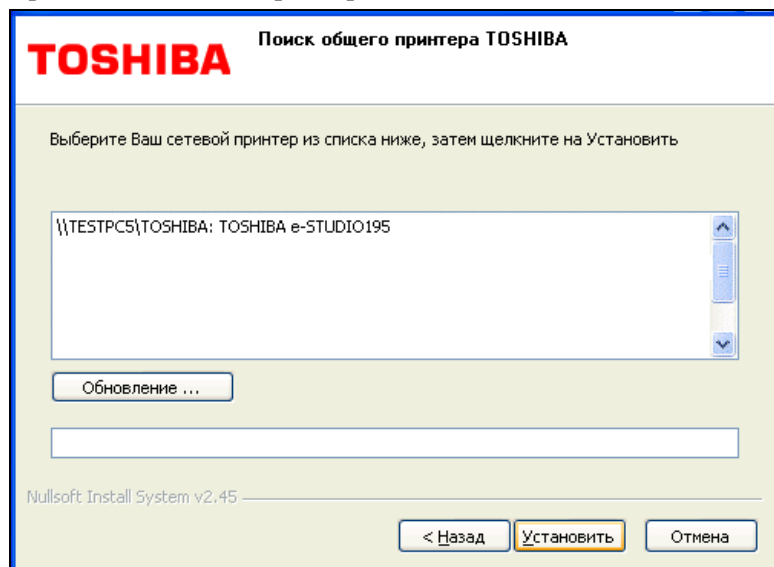 Поиск общего принтера TOSHIBA
TOSHIBA
Выберите Ваш сетевой принтер из списка ниже, затем щелкните на Установить
\\TESTPC5\TOSHIBA: TOSHIBA e-STUDIO195
Обновление ...
Nullsoft Install System v2.45
< Назад Установить Отмена